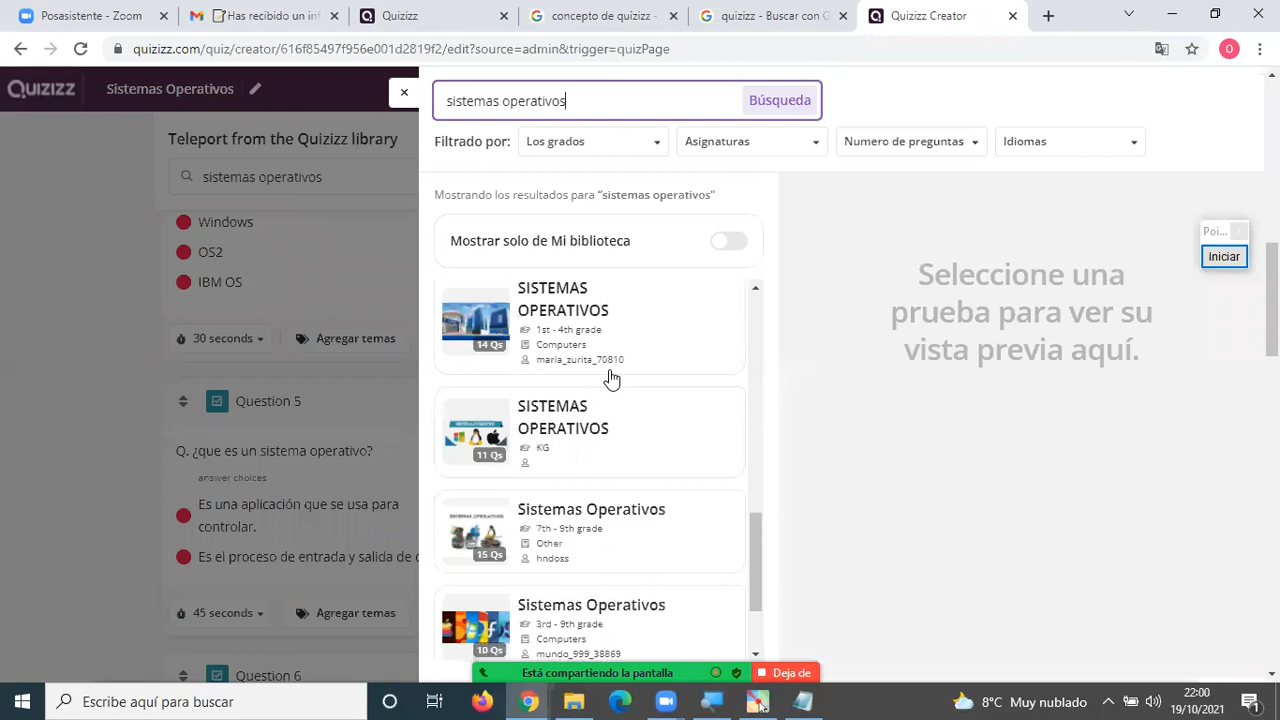 Posasistente - Zoom
Has recibido un in
Quizizz
concepto de quizizz -
quizizz - Buscar con G
Quizizz Creator
quizizz.com/quiz/creator/616f85497f956e001d2819f2/edit?source=admin&trigger=quizPage
O
QUIZIZZ
Sistemas Operativos
Teleport from the Quizizz library
sistemas operativos
Windows
OS2
IBM OS
30 seconds
Agregar temas
Question 5
Q. ¿que es un sistema operativo?
answer choices
Es una aplicación que se usa para
controlar.
Es el proceso de entrada y salida de
45 seconds
Agregar temas
Question 6
sistemas operativos
Búsqueda
Filtrado por:
Los grados
Asignaturas
Numero de preguntas
Idiomas
Mostrando los resultados para “sistemas operativos”
Mostrar solo de Mi biblioteca
SISTEMAS
OPERATIVOS
1st - 4th grade
Computers
maria_zurita_70810
14 Qs
SISTEMAS
OPERATIVOS
KG
11 Qs
Sistemas Operativos
7th - 9th grade
Other
hndoss
15 Qs
Sistemas Operativos
3rd - 9th grade
Computers
mundo_999_38869
10 Qs
Seleccione una
prueba para ver su
vista previa aquí.
Poi...
Iniciar
Está compartiendo la pantalla
Deja de
Escribe aquí para buscar
8°C Muy nublado
22:00
19/10/2021